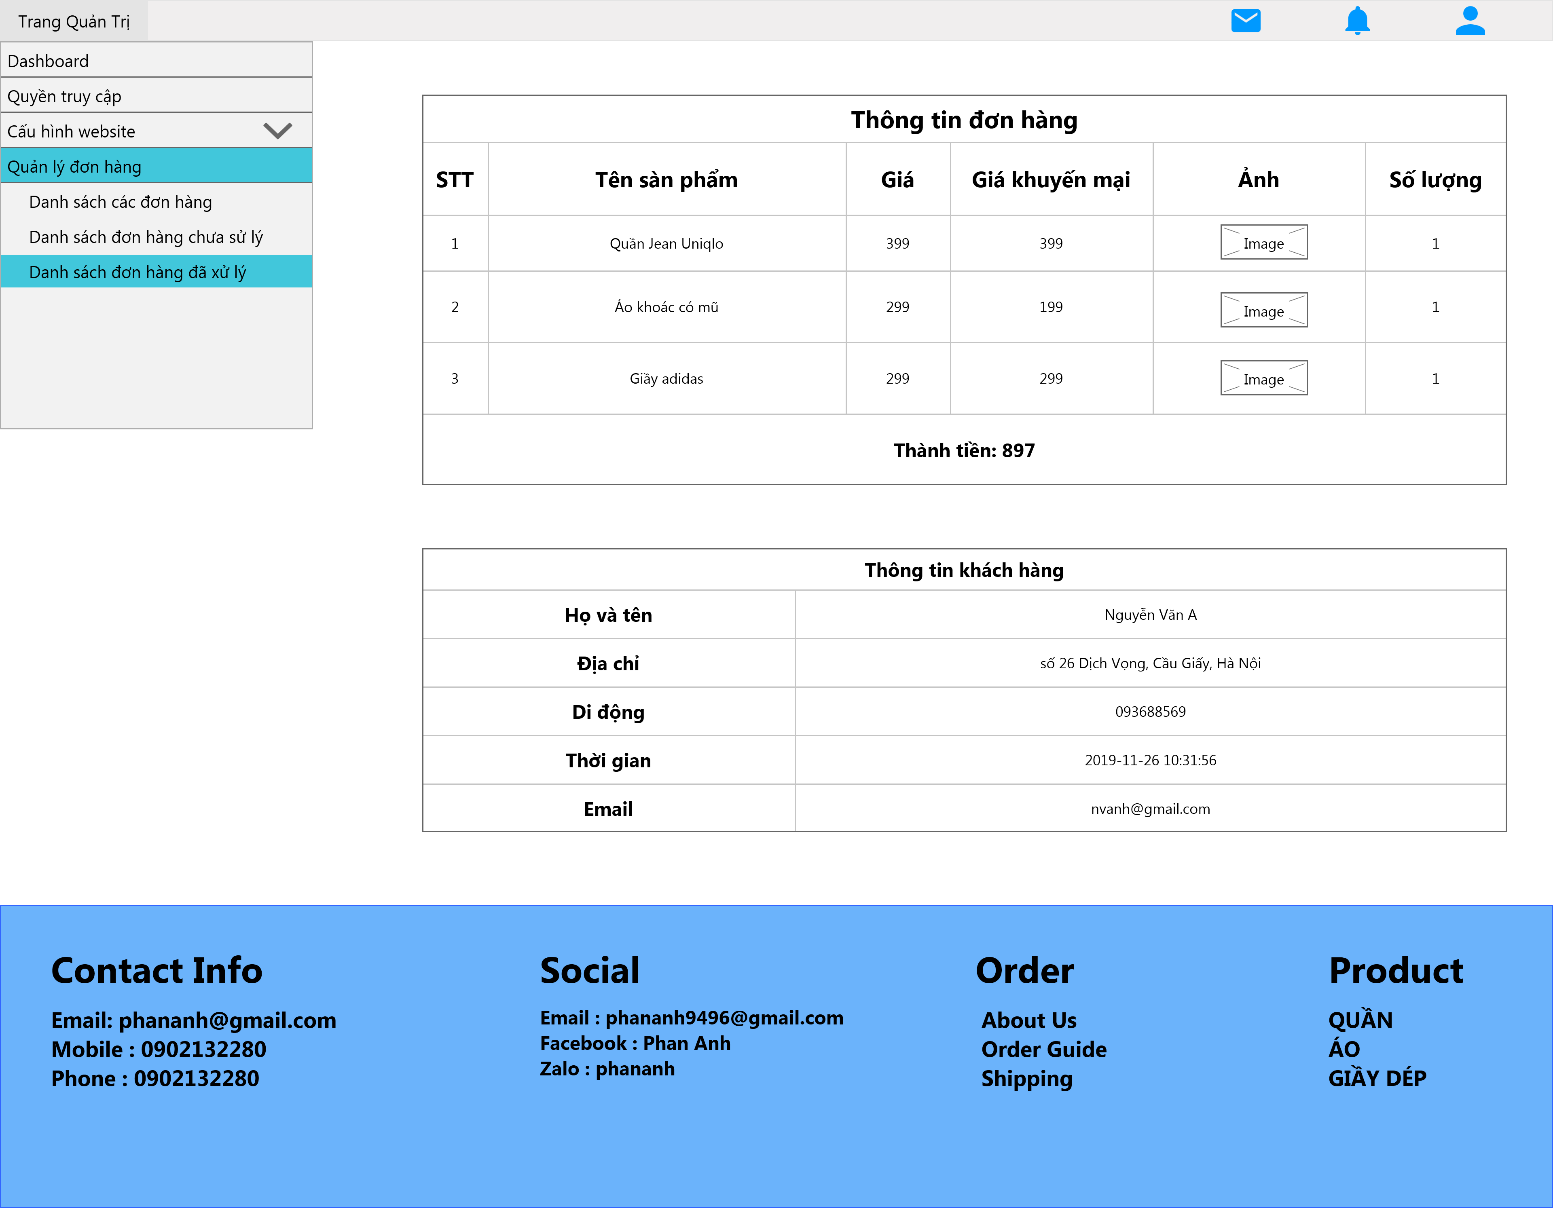 Trang Quản Trị
Dashboard
Quyền truy cập
Cấu hình website
Quản lý đơn hàng
Danh sách các đơn hàng
Danh sách đơn hàng chưa sử lý
Danh sách đơn hàng đã xử lý
Thông tin đơn hàng
STT Tên sàn phẩm Giá Giá khuyến mại Ảnh Số lượng
1 Quần Jean Uniqlo 399 399 Image 1
2 Áo khoác có mũ 299 199 Image 1
3 Giầy adidas 299 299 Image 1
Thành tiền: 897
Thông tin khách hàng
Họ và tên Nguyễn Văn A
Địa chỉ số 26 Dịch Vọng, Cầu Giấy, Hà Nội
Di động 093688569
Thời gian 2019-11-26 10:31:56
Email nvanh@gmail.com
Contact Info
Email: phananh@gmail.com
Mobile : 0902132280
Phone : 0902132280
Social
Email : phananh9496@gmail.com
Facebook : Phan Anh
Zalo : phananh
Order
About Us
Order Guide
Shipping
Product
QUẦN
ÁO
GIẦY DÉP